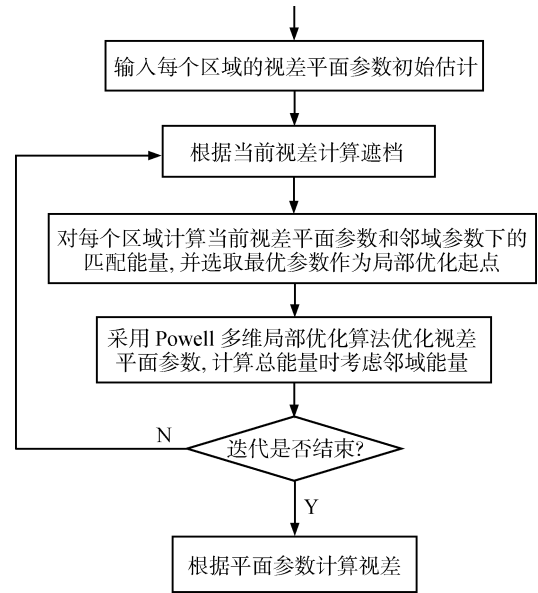 输入每个区域的视差平面参数初始估计
根据当前视差计算遮档
对每个区域计算当前视差平面参数和邻域参数下的
匹配能量, 并选取最优参数作为局部优化起点
采用 Powell 多维局部优化算法优化视差
平面参数, 计算总能量时考虑邻域能量
迭代是否结束?
N
Y
根据平面参数计算视差